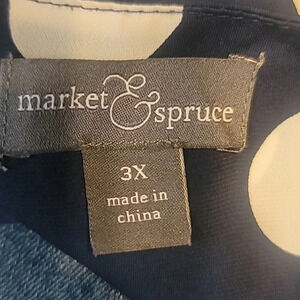 market & spruce
3X
made in
china